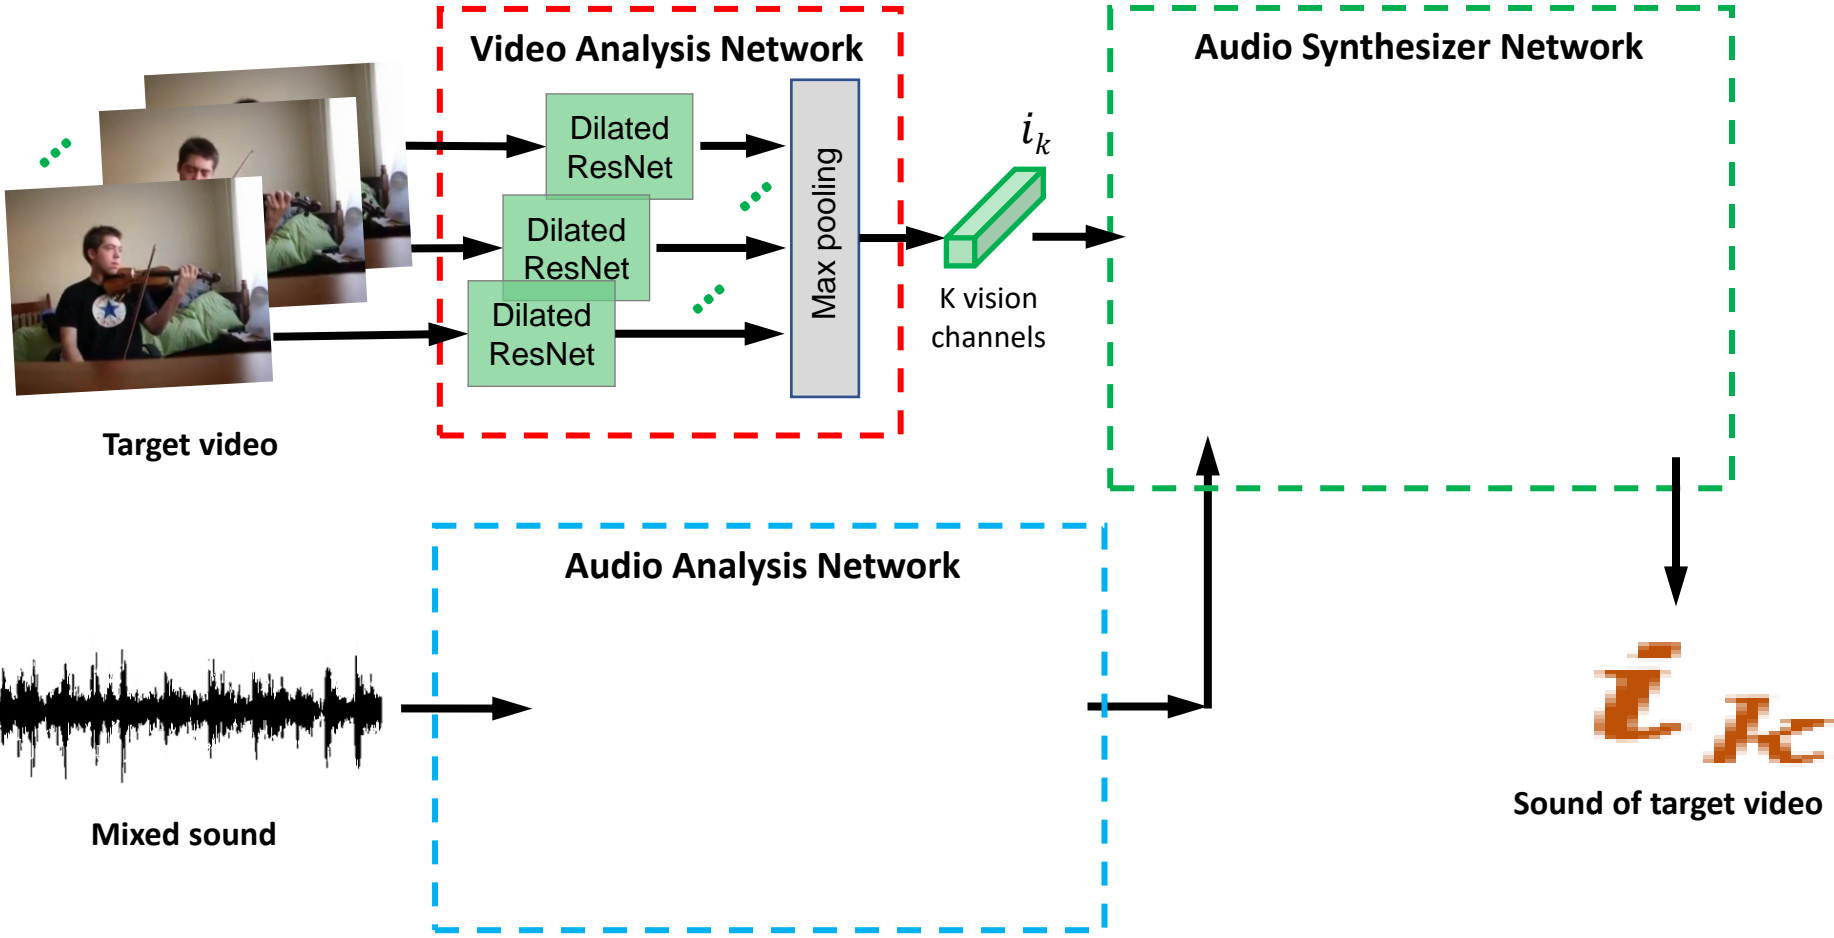 Video Analysis Network
Audio Synthesizer Network
Dilated
ResNet
Dilated
ResNet
Dilated
ResNet
Max pooling
i_k
K vision
channels
Target video
Audio Analysis Network
Mixed sound
i k
Sound of target video